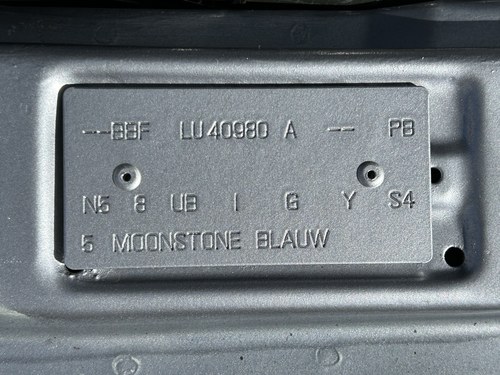 --BBF LU40980 A -- PB
N5 8 UB I G Y S4
5 MOONSTONE BLAUW